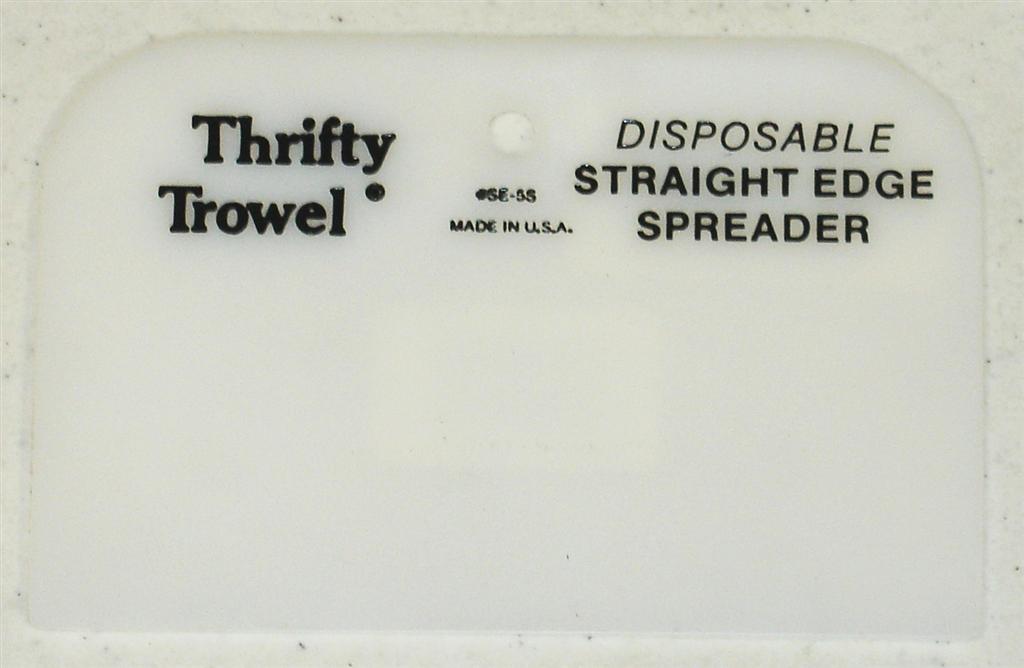 Thrifty
Trowel
#SE-5S
MADE IN U.S.A.
DISPOSABLE
STRAIGHT EDGE
SPREADER